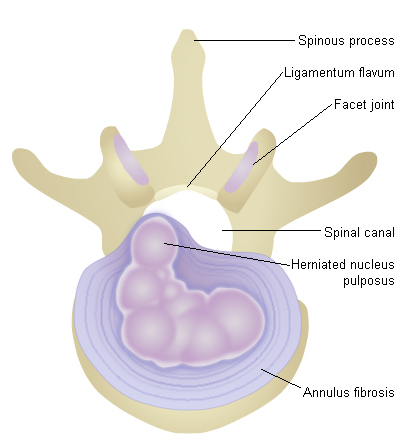 Spinous process
Ligamentum flavum
Facet joint
Spinal canal
Herniated nucleus
pulposus
Annulus fibrosis